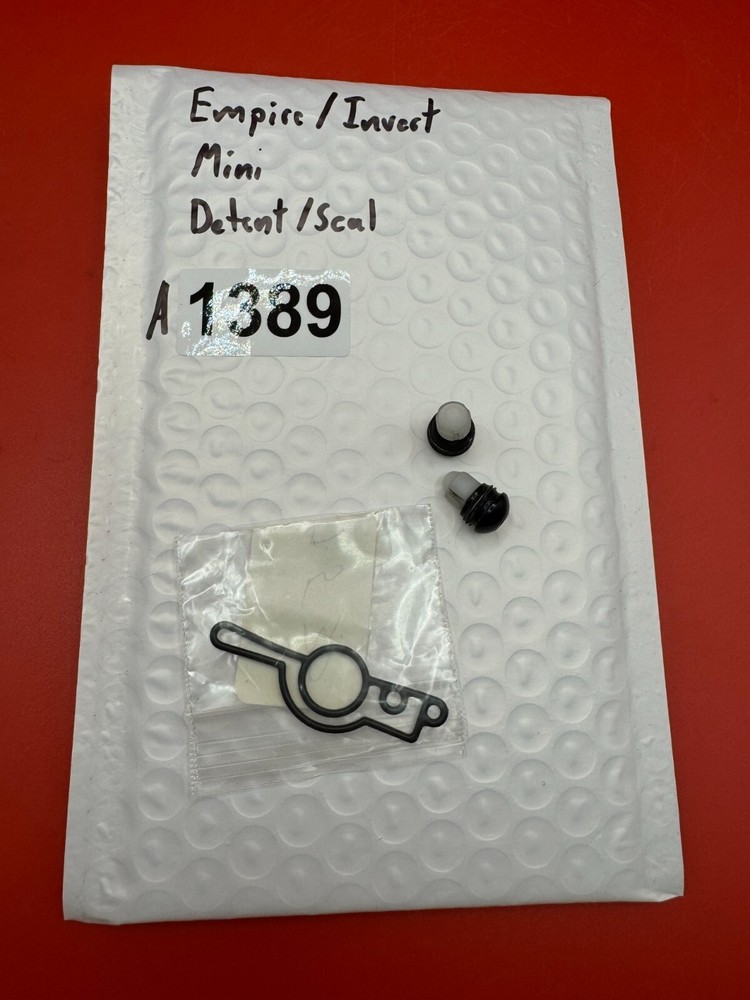 Empire / Invert
Mini
Detent / Seal
A 1389